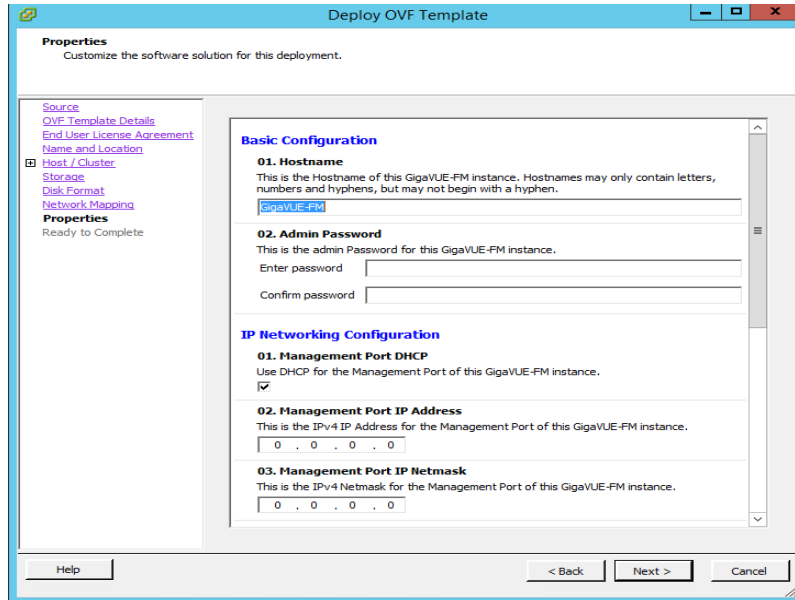 Deploy OVF Template
Properties
Customize the software solution for this deployment.
Source
OVF Template Details
End User License Agreement
Name and Location
Host / Cluster
Storage
Disk Format
Network Mapping
Properties
Ready to Complete
Basic Configuration
01. Hostname
This is the Hostname of this GigaVUE-FM instance. Hostnames may only contain letters,
numbers and hyphens, but may not begin with a hyphen.
GigaVUE-FM
02. Admin Password
This is the admin Password for this GigaVUE-FM instance.
Enter password
Confirm password
IP Networking Configuration
01. Management Port DHCP
Use DHCP for the Management Port of this GigaVUE-FM instance.
02. Management Port IP Address
This is the IPv4 IP Address for the Management Port of this GigaVUE-FM instance.
0 . 0 . 0 . 0
03. Management Port IP Netmask
This is the IPv4 Netmask for the Management Port of this GigaVUE-FM instance.
0 . 0 . 0 . 0
Help
< Back
Next >
Cancel